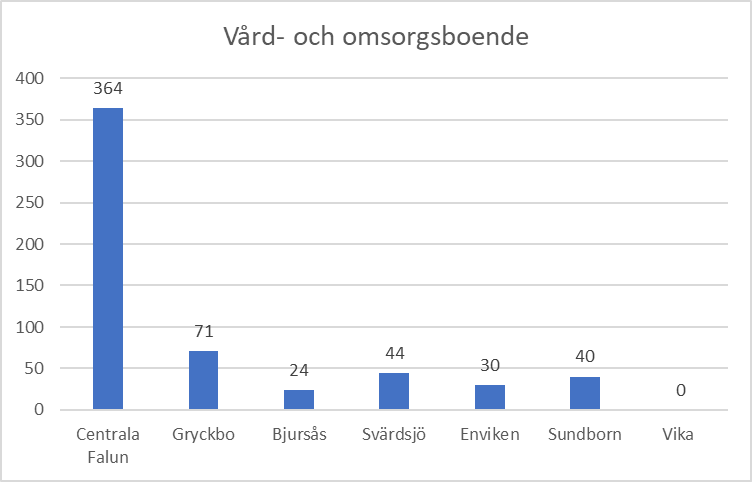 Vård- och omsorgsboende
400
350
300
250
200
150
100
50
0
364
71
24
44
30
40
0
Centrala
Falun
Gryckbo
Bjursås
Svärdsjö
Enviken
Sundborn
Vika